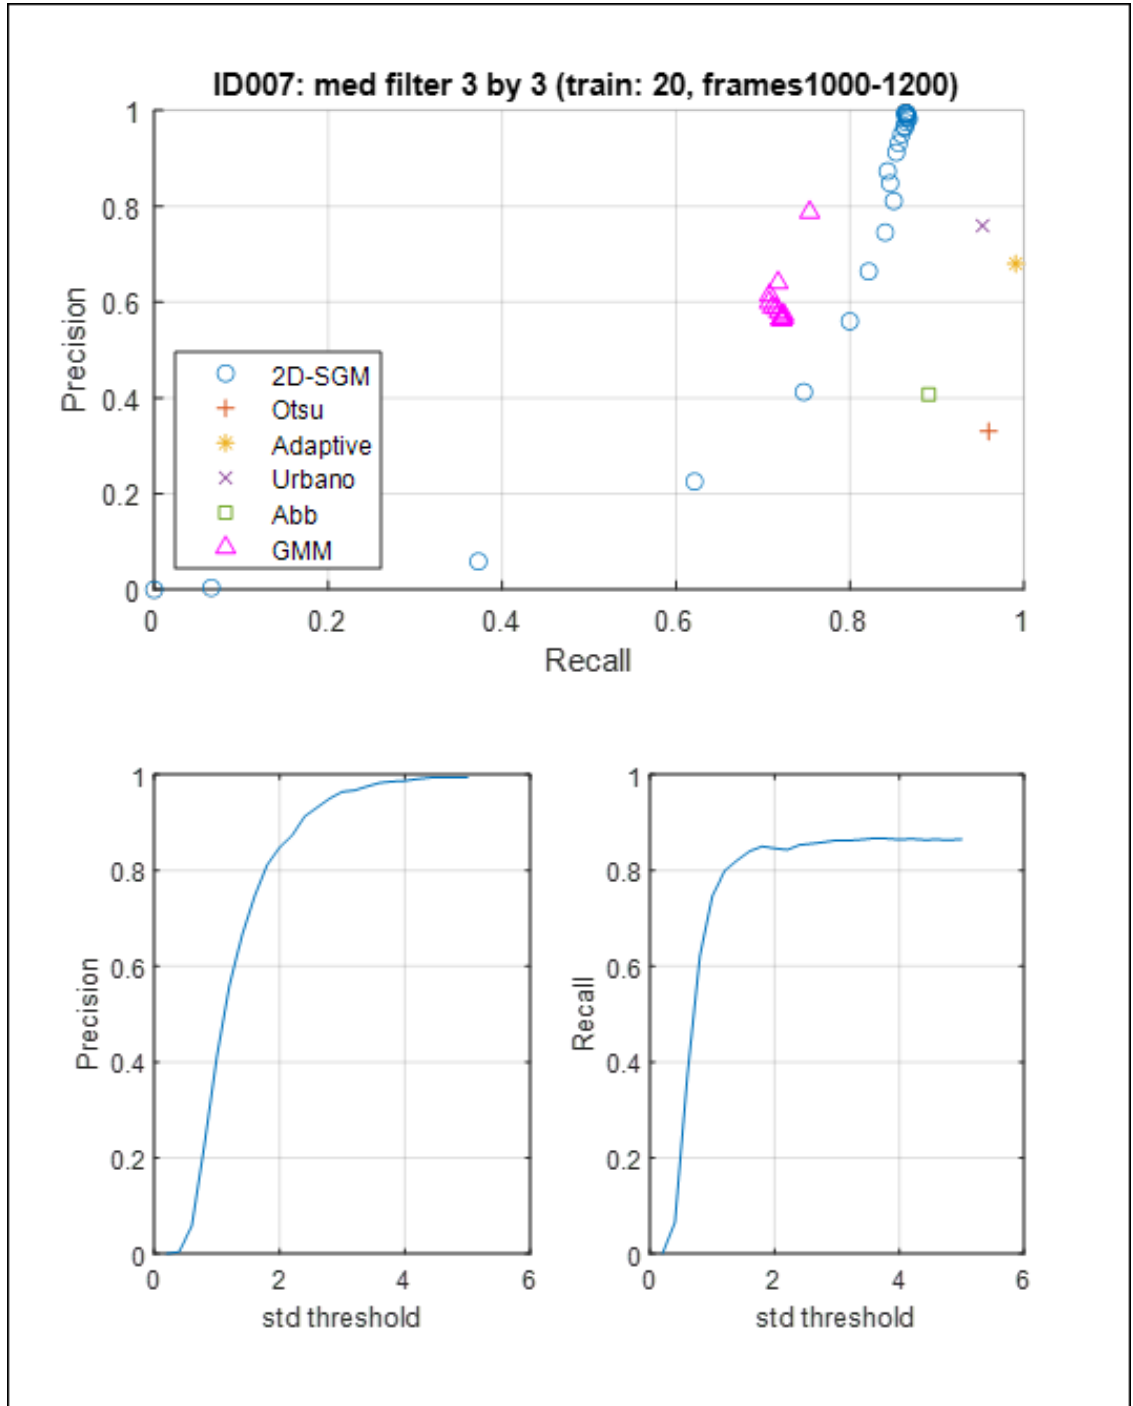 ID007: med filter 3 by 3 (train: 20, frames1000-1200)
1
0.8
0.6
0.4
0.2
0
Precision
2D-SGM
Otsu
Adaptive
Urbano
Abb
GMM
0 0.2 0.4 0.6 0.8 1
Recall
1
0.8
0.6
0.4
0.2
0
Precision
0 2 4 6
std threshold
1
0.8
0.6
0.4
0.2
0
Recall
0 2 4 6
std threshold